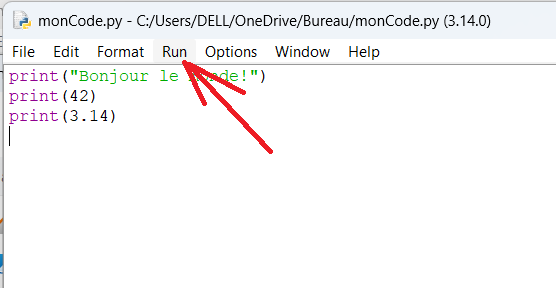 monCode.py - C:/Users/DELL/OneDrive/Bureau/monCode.py (3.14.0)
File Edit Format Run Options Window Help
print("Bonjour le monde!")
print(42)
print(3.14)